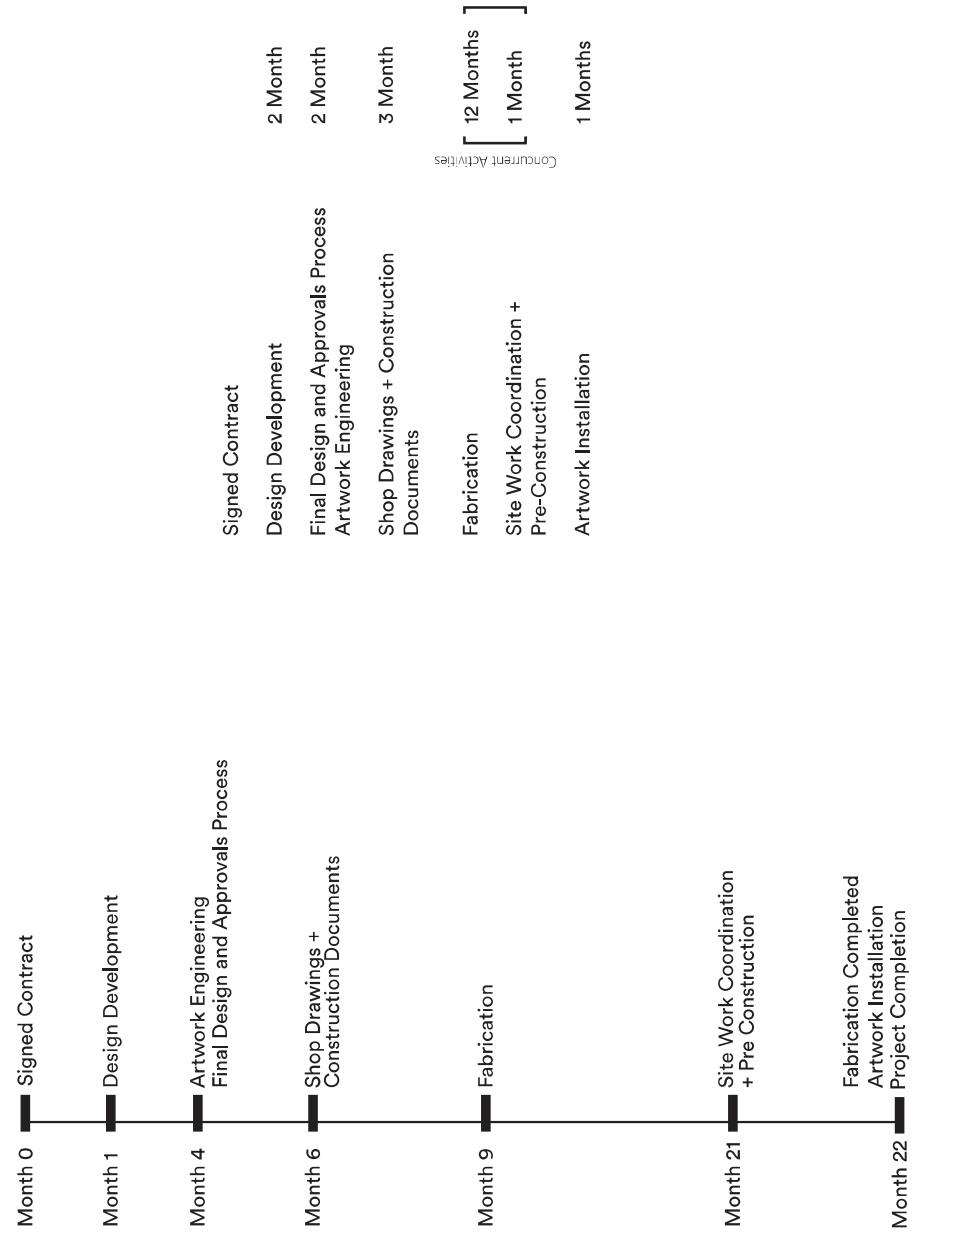 Month 0
Signed Contract
Month 1
Design Development
Month 4
Artwork Engineering
Final Design and Approvals Process
Month 6
Shop Drawings +
Construction Documents
Month 9
Fabrication
Month 21
Site Work Coordination
+ Pre Construction
Month 22
Fabrication Completed
Artwork Installation
Project Completion
Signed Contract
Design Development
2 Month
Final Design and Approvals Process
Artwork Engineering
2 Month
Shop Drawings + Construction
Documents
3 Month
Concurrent Activities
Fabrication
12 Months
Site Work Coordination +
Pre-Construction
1 Month
Artwork Installation
1 Months